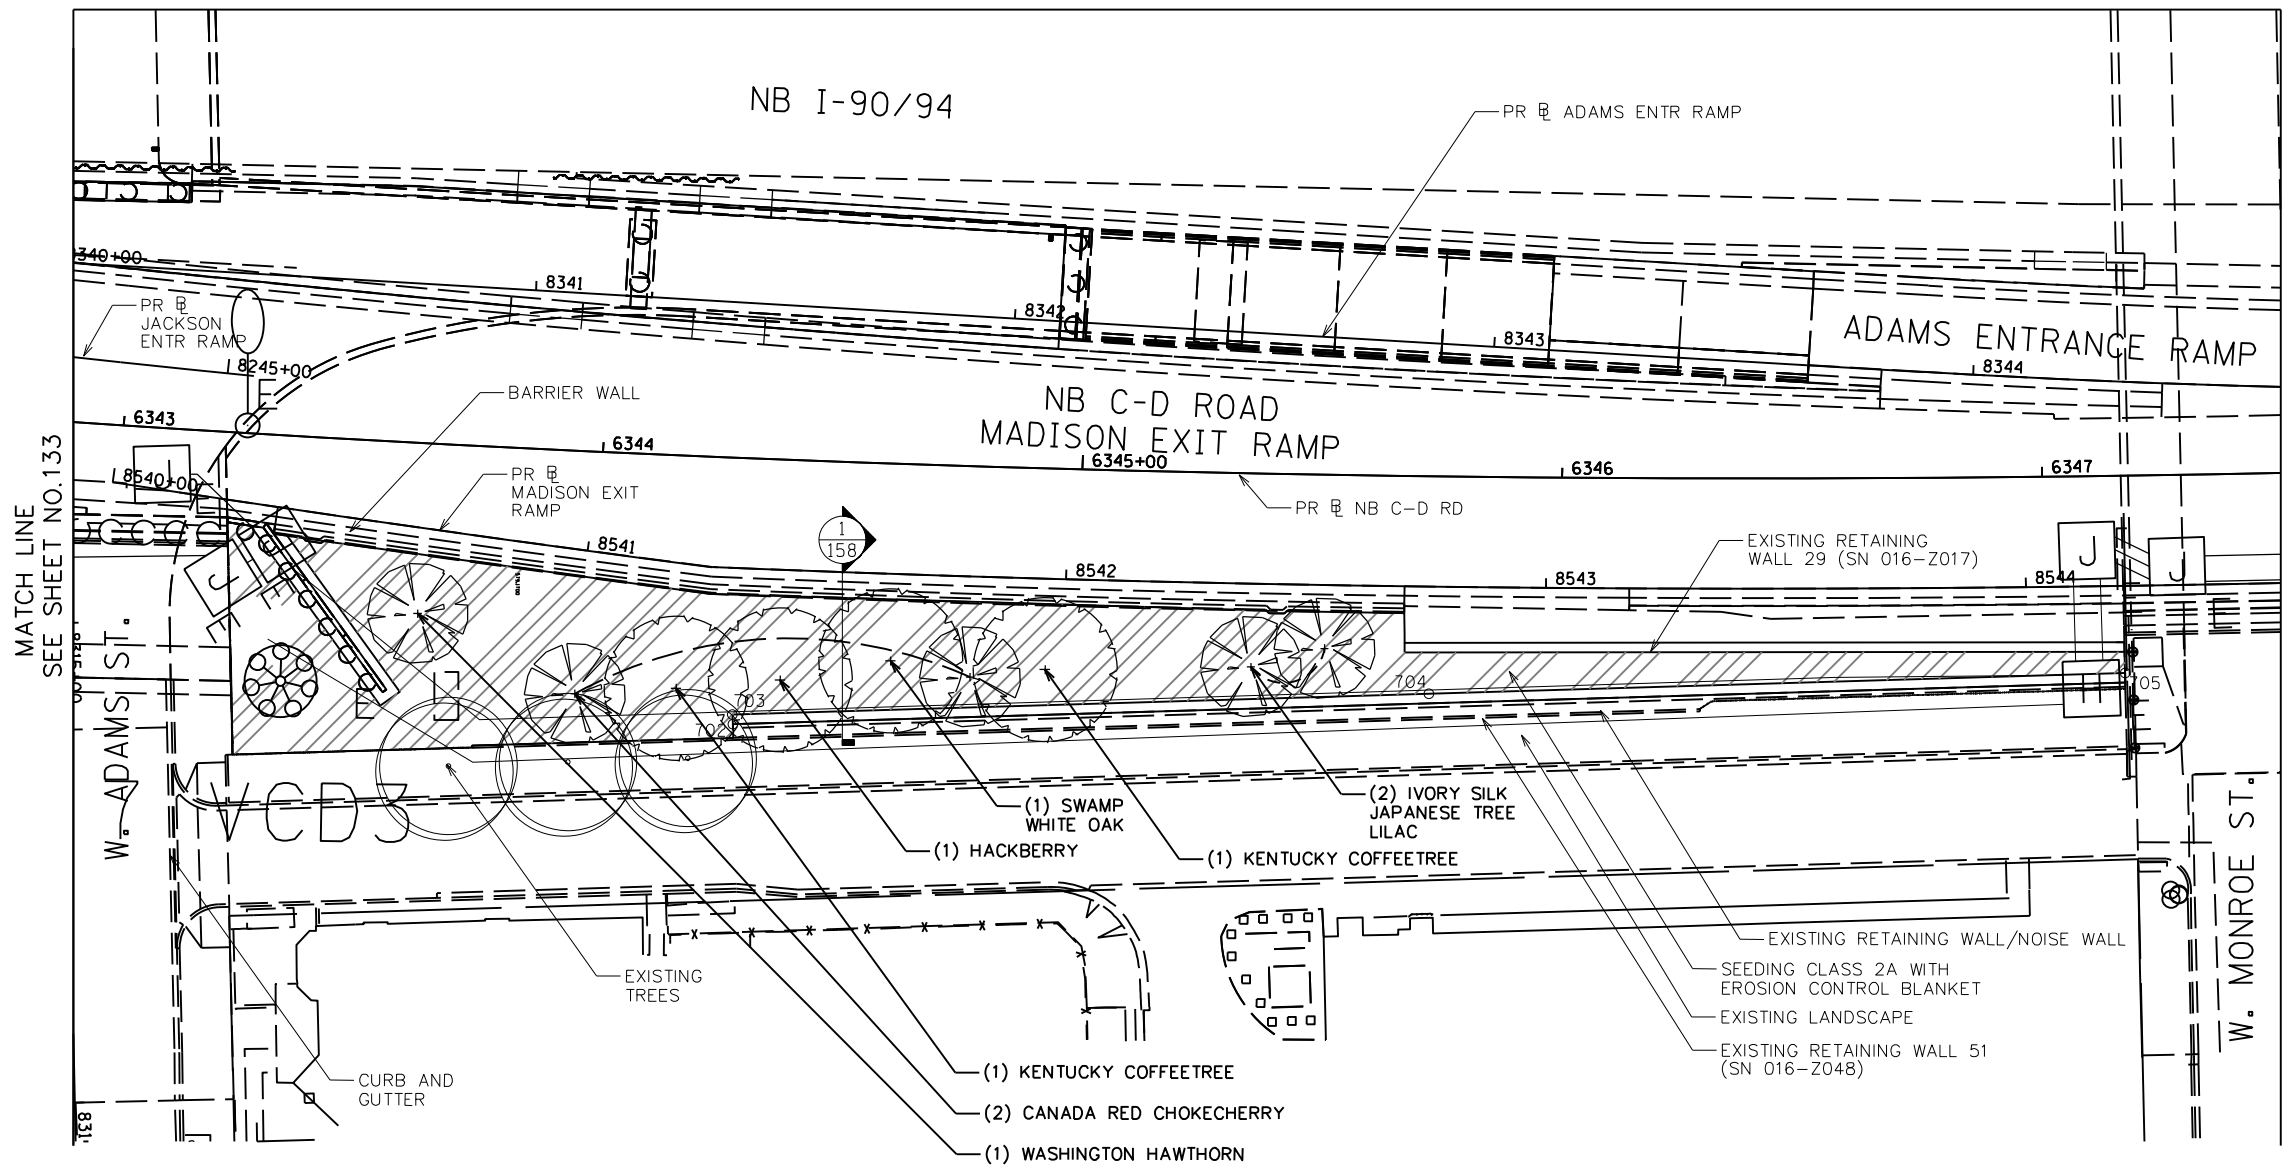 NB I-90/94
PR BL ADAMS ENTR RAMP
8340+00
8341
8342
8343
8344
ADAMS ENTRANCE RAMP
PR BL
JACKSON
ENTR RAMP
8245+00
BARRIER WALL
NB C-D ROAD
MADISON EXIT RAMP
6343
6344
6345+00
6346
6347
MATCH LINE
SEE SHEET NO.133
8540+00
PR BL
MADISON EXIT
RAMP
PR BL NB C-D RD
1
158
8541
8542
8543
8544
EXISTING RETAINING
WALL 29 (SN 016-Z017)
J
J
J
J
H
W. ADAMS ST.
703
704
705
VCDS
(1) SWAMP
WHITE OAK
(2) IVORY SILK
JAPANESE TREE
LILAC
(1) HACKBERRY
(1) KENTUCKY COFFEETREE
EXISTING RETAINING WALL/NOISE WALL
SEEDING CLASS 2A WITH
EROSION CONTROL BLANKET
EXISTING LANDSCAPE
EXISTING RETAINING WALL 51
(SN 016-Z048)
W. MONROE ST.
EXISTING
TREES
CURB AND
GUTTER
(1) KENTUCKY COFFEETREE
(2) CANADA RED CHOKECHERRY
(1) WASHINGTON HAWTHORN